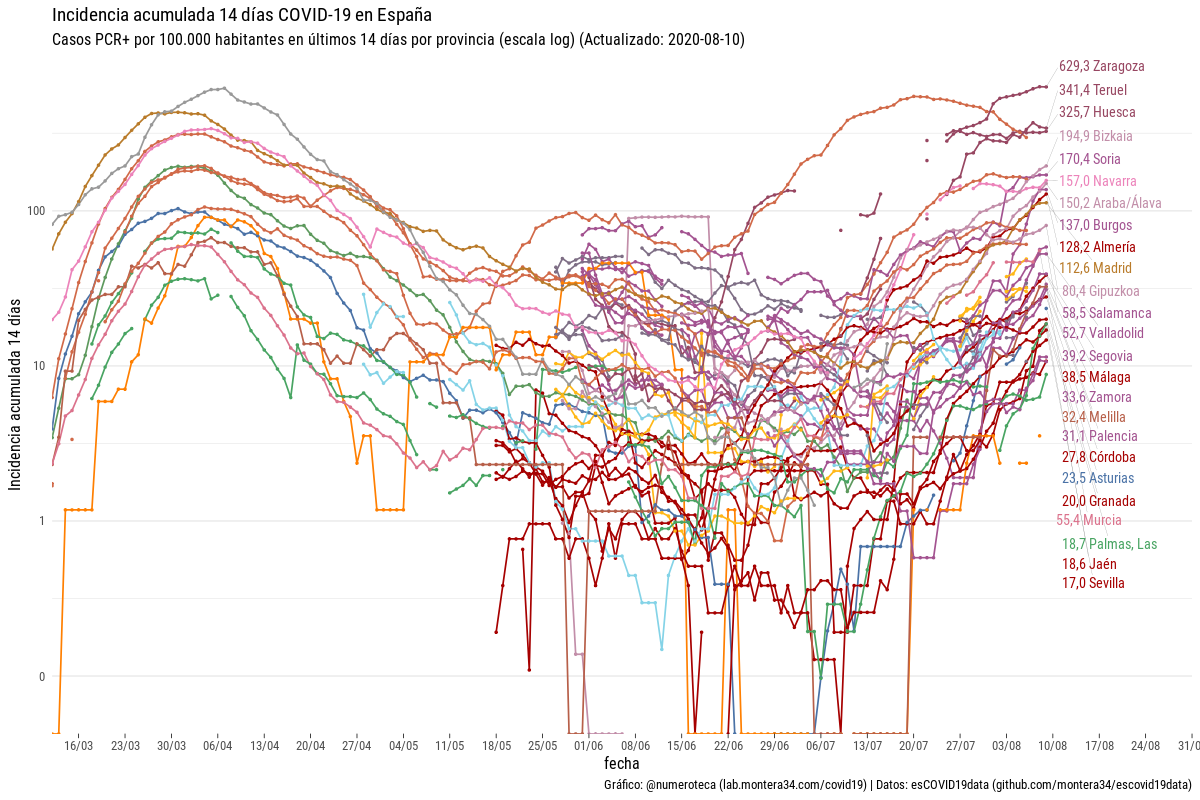 Incidencia acumulada 14 días COVID-19 en España
Casos PCR+ por 100.000 habitantes en últimos 14 días por provincia (escala log) (Actualizado: 2020-08-10)
629,3 Zaragoza
341,4 Teruel
325,7 Huesca
194,9 Bizkaia
170,4 Soria
157,0 Navarra
150,2 Araba/Álava
137,0 Burgos
128,2 Almería
112,6 Madrid
80,4 Gipuzkoa
58,5 Salamanca
52,7 Valladolid
39,2 Segovia
38,5 Málaga
33,6 Zamora
32,4 Melilla
31,1 Palencia
27,8 Córdoba
23,5 Asturias
20,0 Granada
55,4 Murcia
18,7 Palmas, Las
18,6 Jaén
17,0 Sevilla
Incidencia acumulada 14 días
100
10
1
0
16/03 23/03 30/03 06/04 13/04 20/04 27/04 04/05 11/05 18/05 25/05 01/06 08/06 15/06 22/06 29/06 06/07 13/07 20/07 27/07 03/08 10/08 17/08 24/08 31/0
fecha
Gráfico: @numeroteca (lab.montera34.com/covid19) | Datos: esCOVID19data (github.com/montera34/escovid19data)